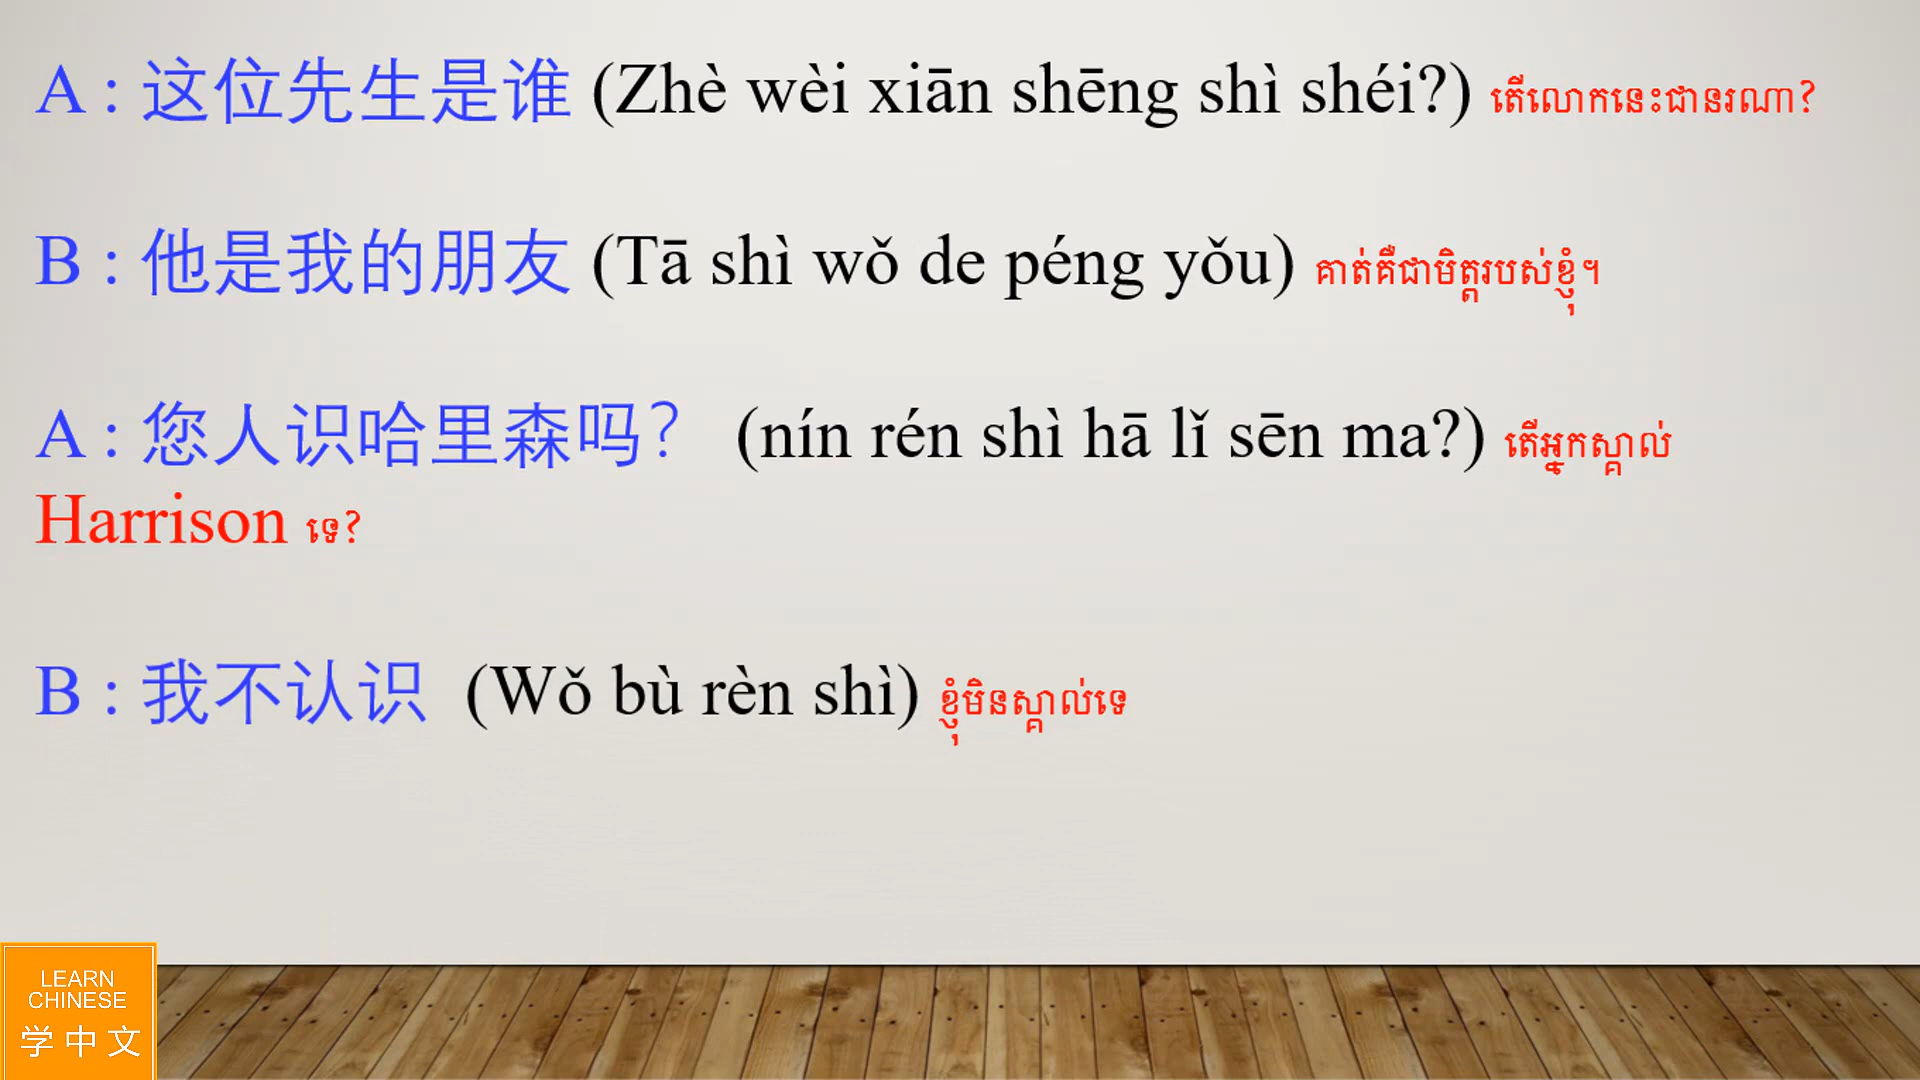 A : 这位先生是谁 (Zhè wèi xiān shēng shì shéi?) តើលោកនេះជានរណា?
B : 他是我的朋友 (Tā shì wǒ de péng yǒu) គាត់គឺជាមិត្តរបស់ខ្ញុំ។
A : 您人识哈里森吗？ (nín rén shì hā lǐ sēn ma?) តើអ្នកស្គាល់
Harrison ទេ?
B : 我不认识 (Wǒ bù rèn shì) ខ្ញុំមិនស្គាល់ទេ
LEARN
CHINESE
学中文